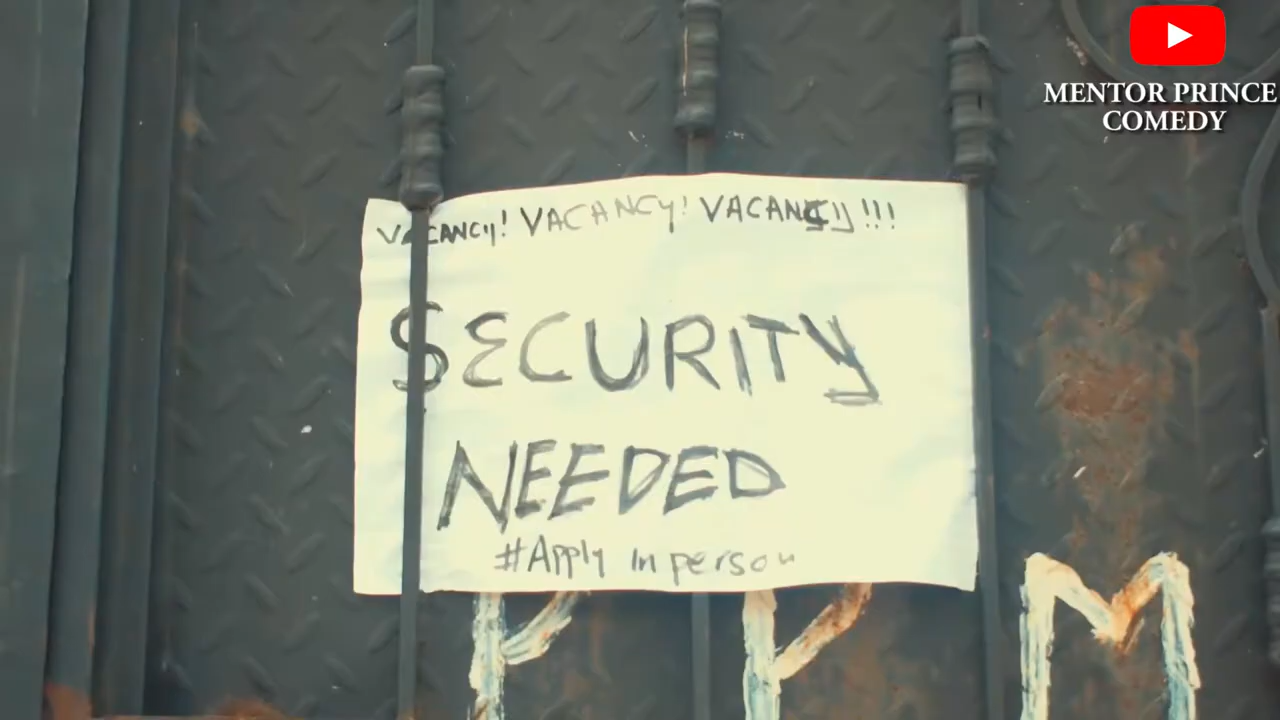 MENTOR PRINCE
COMEDY
VACANCY! VACANCY! VACANCY!!!
SECURITY
NEEDED
#Apply In person